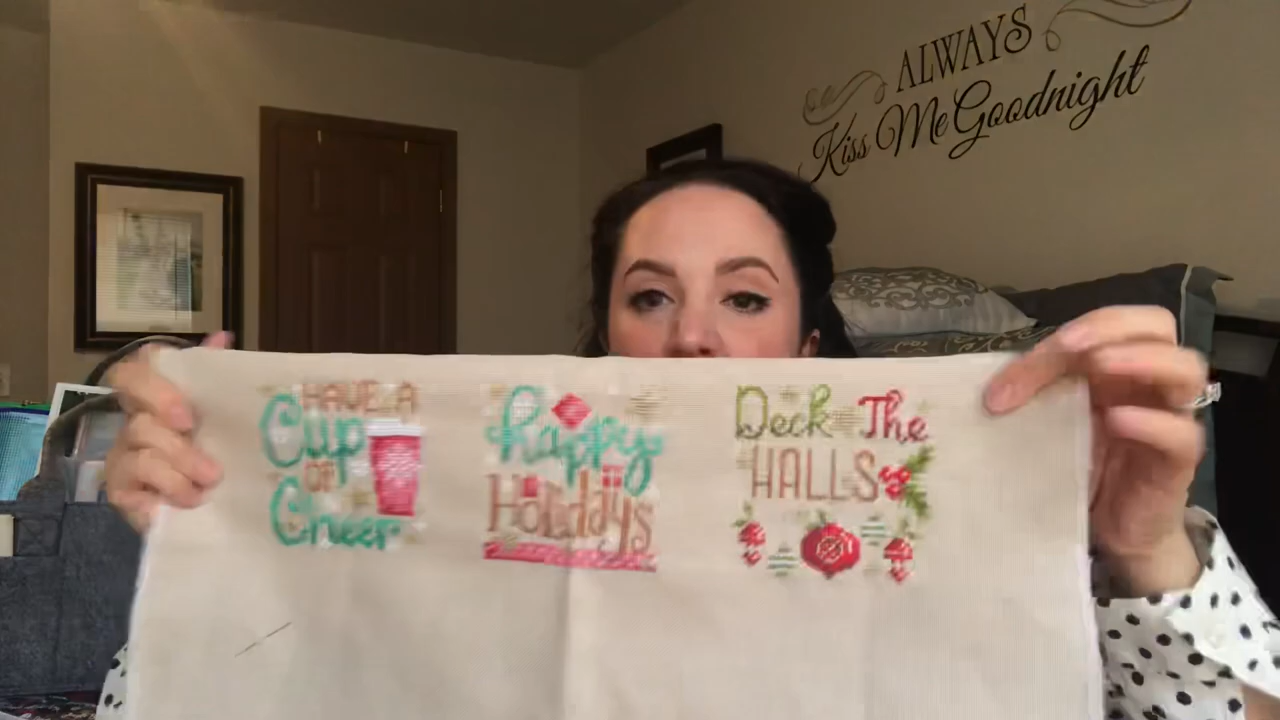 ALWAYS
Kiss Me Goodnight
HAVE A
Cup
OF
Cheer
Happy
Holidays
Deck The
HALLS